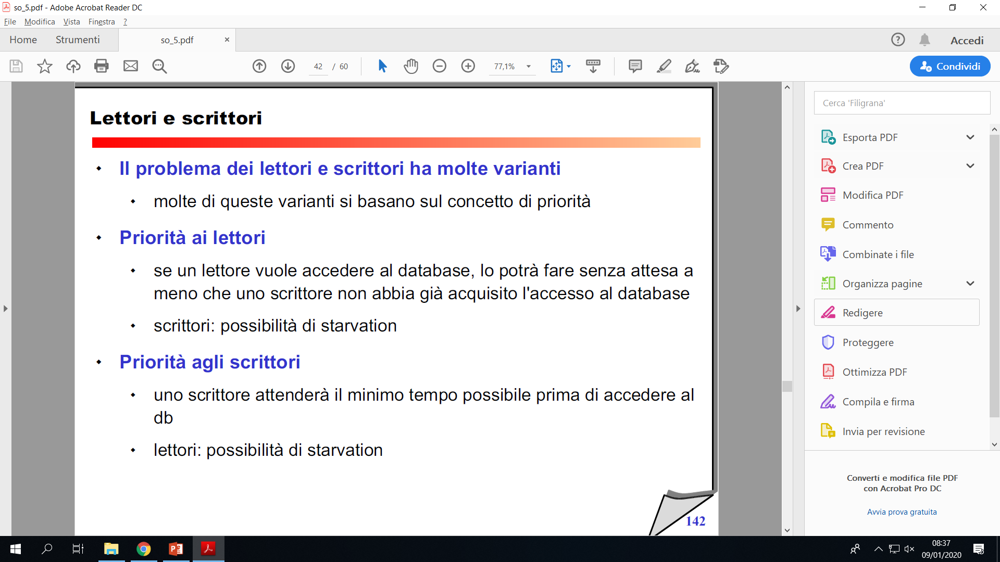 so_5.pdf - Adobe Acrobat Reader DC
File Modifica Vista Finestra ?
Home Strumenti so_5.pdf Accedi
42 / 60 77,1% Condividi
Lettori e scrittori
Il problema dei lettori e scrittori ha molte varianti
molte di queste varianti si basano sul concetto di priorità
Priorità ai lettori
se un lettore vuole accedere al database, lo potrà fare senza attesa a
meno che uno scrittore non abbia già acquisito l'accesso al database
scrittori: possibilità di starvation
Priorità agli scrittori
uno scrittore attenderà il minimo tempo possibile prima di accedere al
db
lettori: possibilità di starvation
142
Cerca 'Filigrana'
Esporta PDF
Crea PDF
Modifica PDF
Commento
Combinate i file
Organizza pagine
Redigere
Proteggere
Ottimizza PDF
Compila e firma
Invia per revisione
Converti e modifica file PDF
con Acrobat Pro DC
Avvia prova gratuita
08:37
09/01/2020